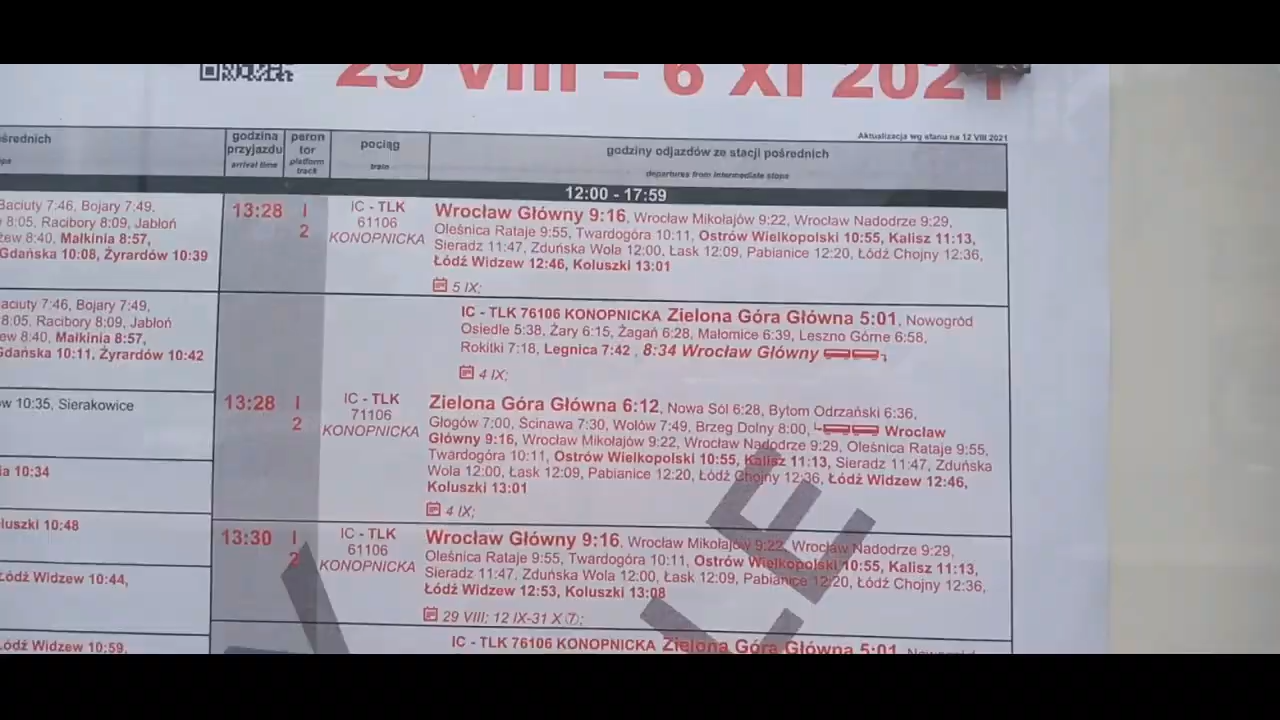 29 VIII – 6 XI 2021
Aktualizacja wg stanu na 12 VIII 2021
godzina przyjazdu arrival time
peron tor platform track
pociąg train
godziny odjazdów ze stacji pośrednich
departures from intermediate stops
12:00 - 17:59
Baciuty 7:46, Bojary 7:49,
8:05, Racibory 8:09, Jabłoń
8:40, Małkinia 8:57,
Gdańska 10:08, Żyrardów 10:39
13:28 I 2
IC - TLK 61106 KONOPNICKA
Wrocław Główny 9:16, Wrocław Mikołajów 9:22, Wrocław Nadodrze 9:29,
Oleśnica Rataje 9:55, Twardogóra 10:11, Ostrów Wielkopolski 10:55, Kalisz 11:13,
Sieradz 11:47, Zduńska Wola 12:00, Łask 12:09, Pabianice 12:20, Łódź Chojny 12:36,
Łódź Widzew 12:46, Koluszki 13:01
5 IX;
7:46, Bojary 7:49,
8:05, Racibory 8:09, Jabłoń
8:37, Małkinia 8:57,
Gdańska 10:11, Żyrardów 10:42
IC - TLK 76106 KONOPNICKA Zielona Góra Główna 5:01, Nowogród
Osiedle 5:38, Żary 6:15, Żagań 6:28, Małomice 6:39, Leszno Górne 6:58,
Rokitki 7:18, Legnica 7:42 , 8:34 Wrocław Główny
4 IX;
10:35, Sierakowice
13:28 I 2
IC - TLK 71106 KONOPNICKA
Zielona Góra Główna 6:12, Nowa Sól 6:28, Bytom Odrzański 6:36,
Głogów 7:00, Ścinawa 7:30, Wołów 7:49, Brzeg Dolny 8:00, Wrocław
Główny 9:16, Wrocław Mikołajów 9:22, Wrocław Nadodrze 9:29, Oleśnica Rataje 9:55,
Twardogóra 10:11, Ostrów Wielkopolski 10:55, Kalisz 11:13, Sieradz 11:47, Zduńska
Wola 12:00, Łask 12:09, Pabianice 12:20, Łódź Chojny 12:36, Łódź Widzew 12:46,
Koluszki 13:01
4 IX;
10:34
10:48
Łódź Widzew 10:44,
13:30 I 2
IC - TLK 61106 KONOPNICKA
Wrocław Główny 9:16, Wrocław Mikołajów 9:22, Wrocław Nadodrze 9:29,
Oleśnica Rataje 9:55, Twardogóra 10:11, Ostrów Wielkopolski 10:55, Kalisz 11:13,
Sieradz 11:47, Zduńska Wola 12:00, Łask 12:09, Pabianice 12:20, Łódź Chojny 12:36,
Łódź Widzew 12:53, Koluszki 13:08
29 VIII; 12 IX-31 X ⑦;
Łódź Widzew 10:59,
IC - TLK 76106 KONOPNICKA Zielona Góra Główna 5:01,